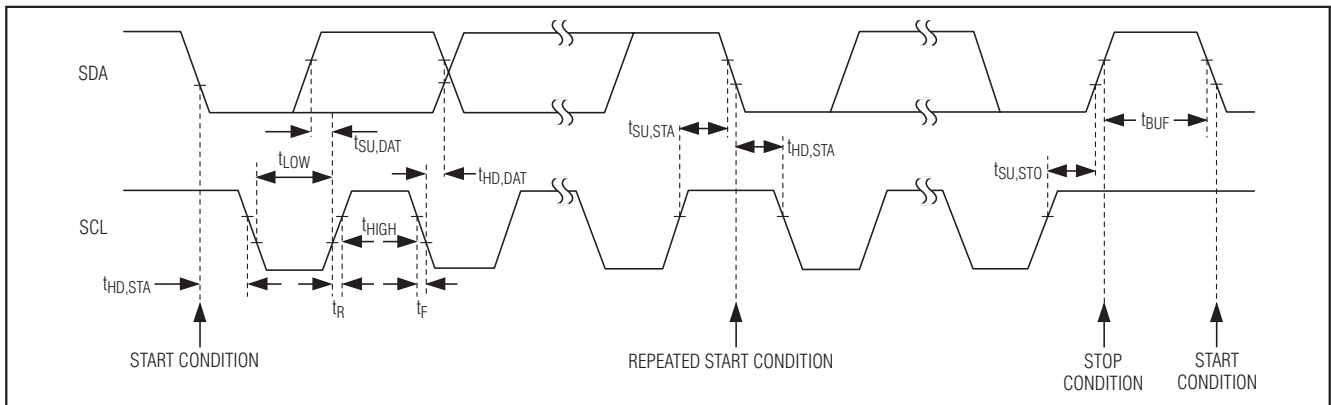 SDA
tSU,STA
tBUF
tSU,DAT
tLOW
tHD,STA
tHD,DAT
tSU,STO
SCL
tHIGH
tHD,STA
tR
tF
START CONDITION
REPEATED START CONDITION
STOP
CONDITION
START
CONDITION